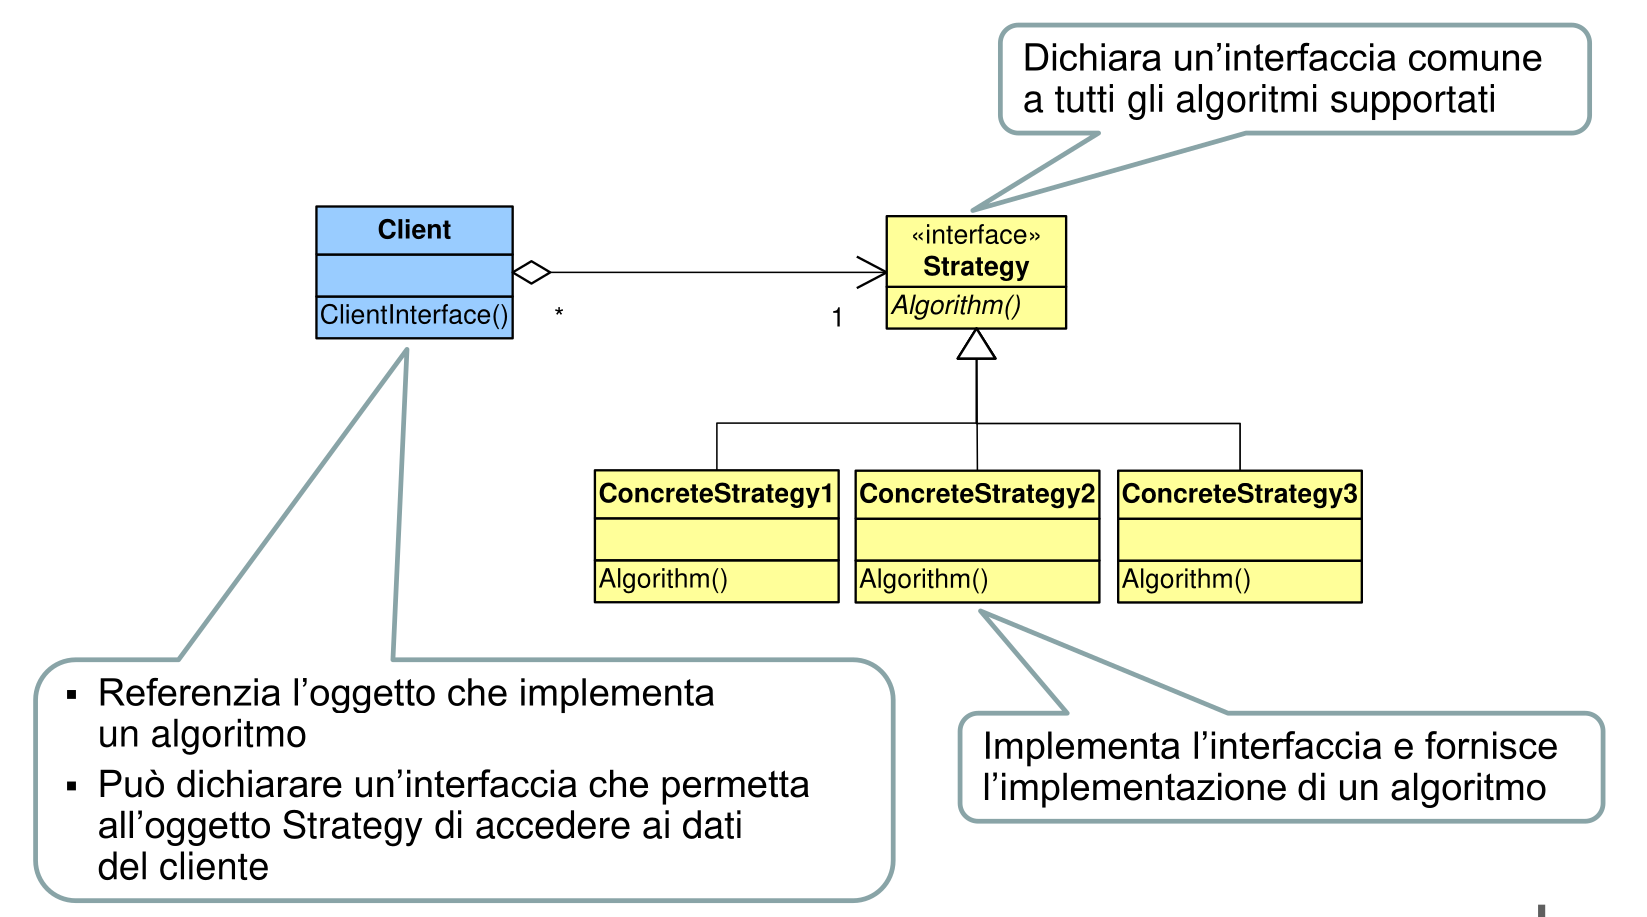 Dichiara un’interfaccia comune
a tutti gli algoritmi supportati
Client
ClientInterface()
*
1
«interface»
Strategy
Algorithm()
ConcreteStrategy1
Algorithm()
ConcreteStrategy2
Algorithm()
ConcreteStrategy3
Algorithm()
▪ Referenzia l’oggetto che implementa
un algoritmo
▪ Può dichiarare un’interfaccia che permetta
all’oggetto Strategy di accedere ai dati
del cliente
Implementa l’interfaccia e fornisce
l’implementazione di un algoritmo